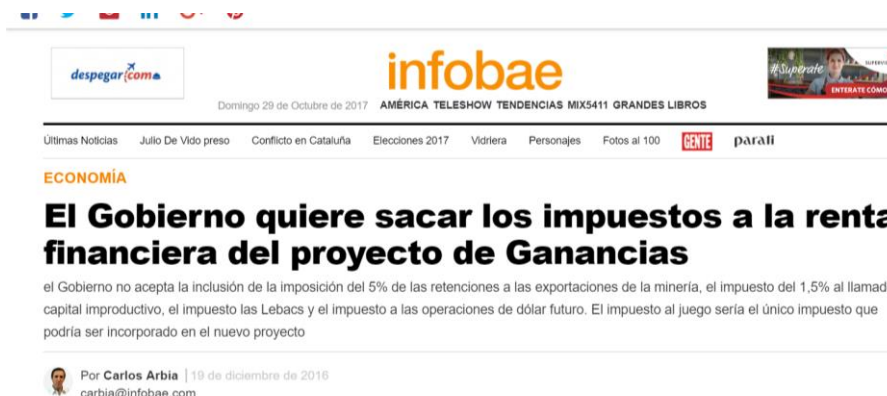 despegar.com
infobae
#Superate
SUPERVI
ENTERATE CÓMO
Domingo 29 de Octubre de 2017 AMÉRICA TELESHOW TENDENCIAS MIX5411 GRANDES LIBROS
Últimas Noticias Julio De Vido preso Conflicto en Cataluña Elecciones 2017 Vidriera Personajes Fotos al 100 GENTE parati
ECONOMÍA
El Gobierno quiere sacar los impuestos a la renta
financiera del proyecto de Ganancias
el Gobierno no acepta la inclusión de la imposición del 5% de las retenciones a las exportaciones de la minería, el impuesto del 1,5% al llamad
capital improductivo, el impuesto las Lebacs y el impuesto a las operaciones de dólar futuro. El impuesto al juego sería el único impuesto que
podría ser incorporado en el nuevo proyecto
Por Carlos Arbia | 19 de diciembre de 2016
carbia@infobae.com